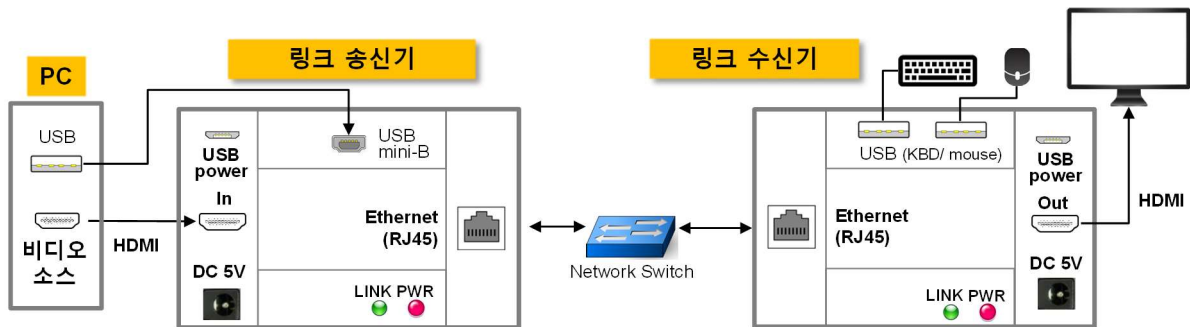 PC
링크 송신기
링크 수신기
USB
비디오
소스
HDMI
USB
power
In
DC 5V
USB
mini-B
Ethernet
(RJ45)
LINK PWR
Network Switch
USB (KBD/ mouse)
Ethernet
(RJ45)
LINK PWR
USB
power
Out
DC 5V
HDMI